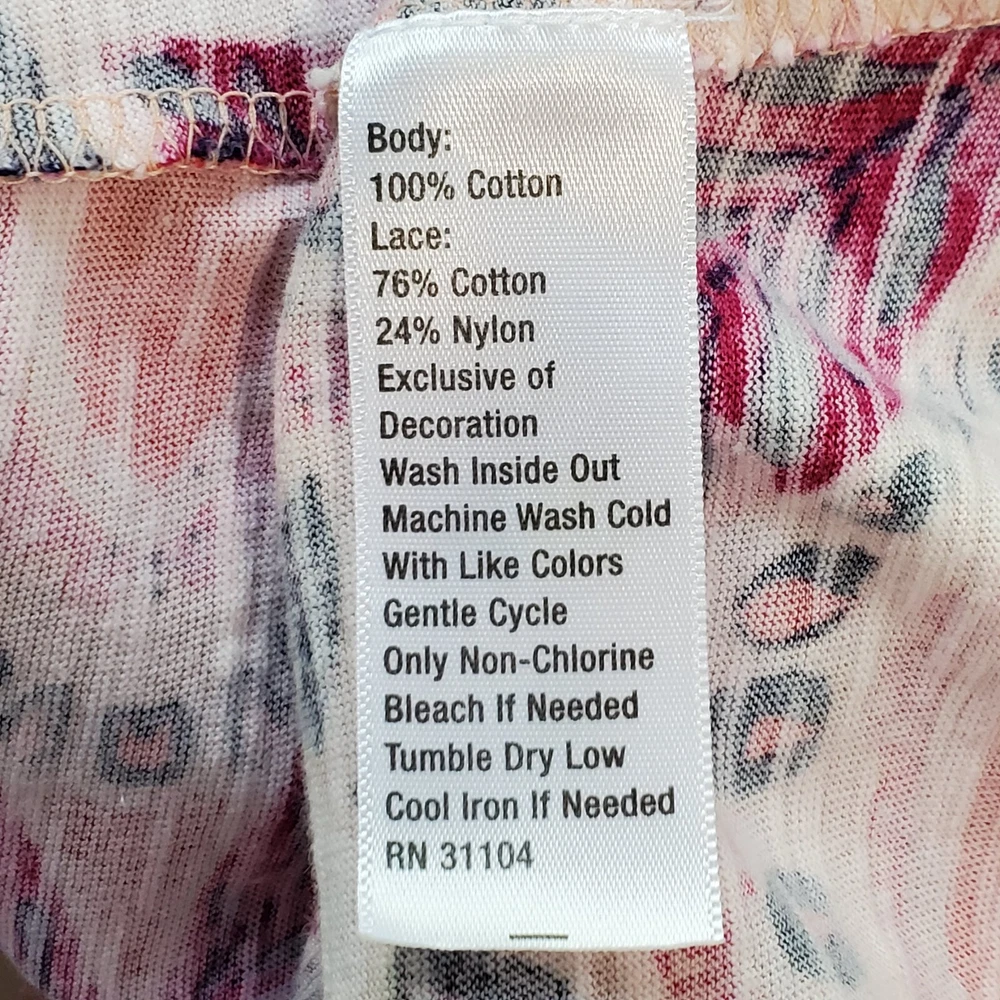 Body:
100% Cotton
Lace:
76% Cotton
24% Nylon
Exclusive of
Decoration
Wash Inside Out
Machine Wash Cold
With Like Colors
Gentle Cycle
Only Non-Chlorine
Bleach If Needed
Tumble Dry Low
Cool Iron If Needed
RN 31104